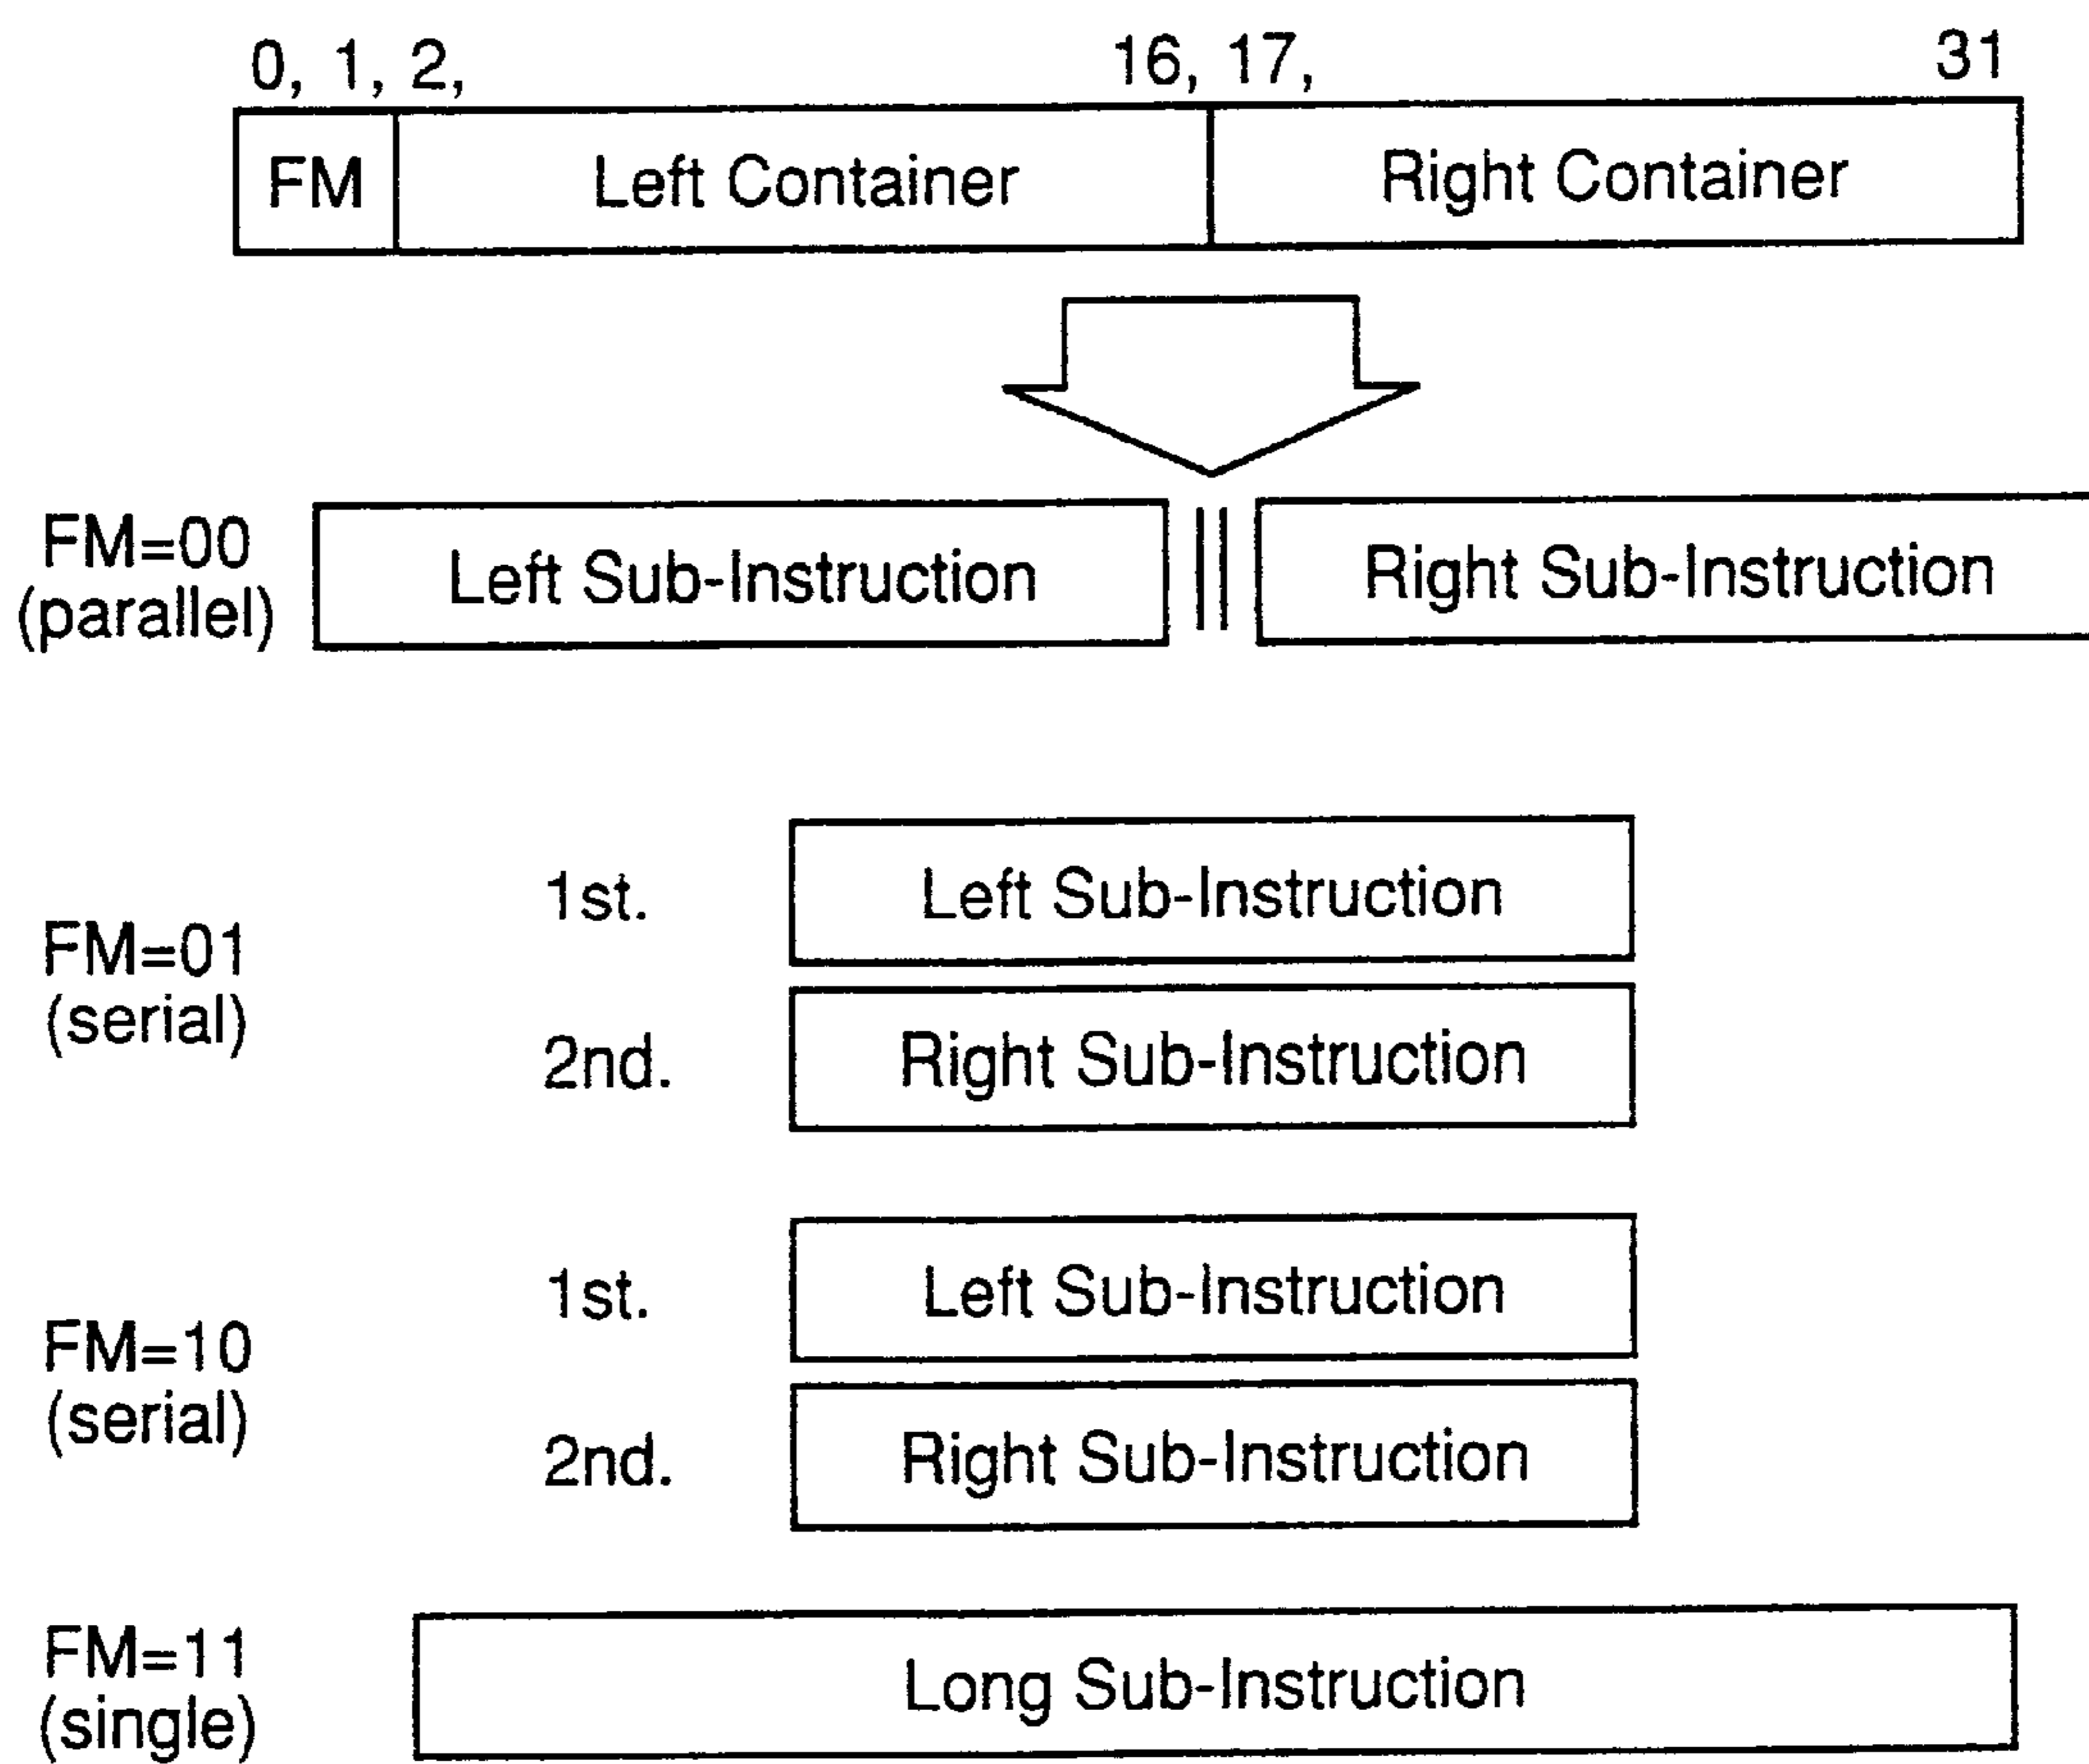 0, 1, 2, 16, 17, 31
FM Left Container Right Container
FM=00
(parallel)
Left Sub-Instruction || Right Sub-Instruction
FM=01
(serial)
1st. Left Sub-Instruction
2nd. Right Sub-Instruction
FM=10
(serial)
1st. Left Sub-Instruction
2nd. Right Sub-Instruction
FM=11
(single)
Long Sub-Instruction